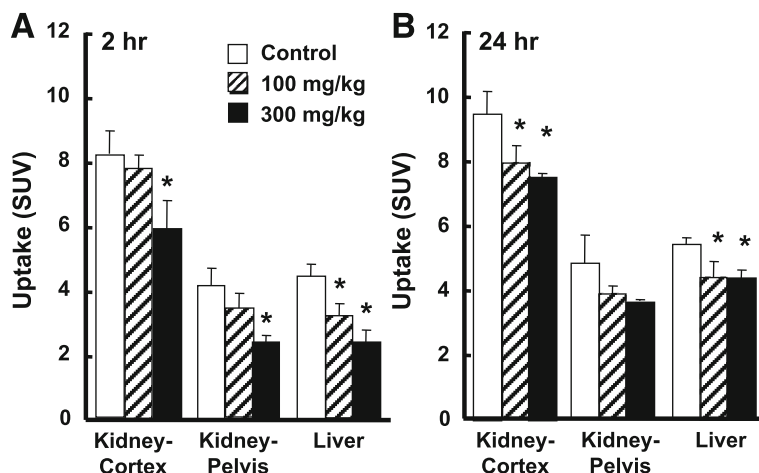 A
2 hr
Control
100 mg/kg
300 mg/kg
Uptake (SUV)
12
10
8
6
4
2
0
*
*
*
*
Kidney-
Cortex
Kidney-
Pelvis
Liver
B
24 hr
Uptake (SUV)
12
10
8
6
4
2
0
*
*
*
*
Kidney-
Cortex
Kidney-
Pelvis
Liver